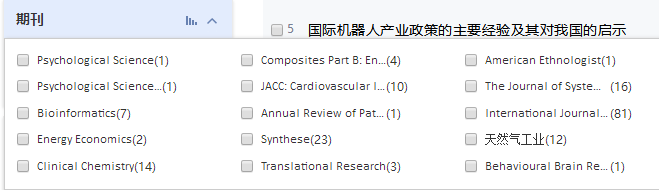 期刊
5 国际机器人产业政策的主要经验及其对我国的启示
Psychological Science(1) Composites Part B: En...(4) American Ethnologist(1)
Psychological Science...(1) JACC: Cardiovascular I...(10) The Journal of Syste...(16)
Bioinformatics(7) Annual Review of Pat...(1) International Journal...(81)
Energy Economics(2) Synthese(23) 天然气工业(12)
Clinical Chemistry(14) Translational Research(3) Behavioural Brain Re...(1)